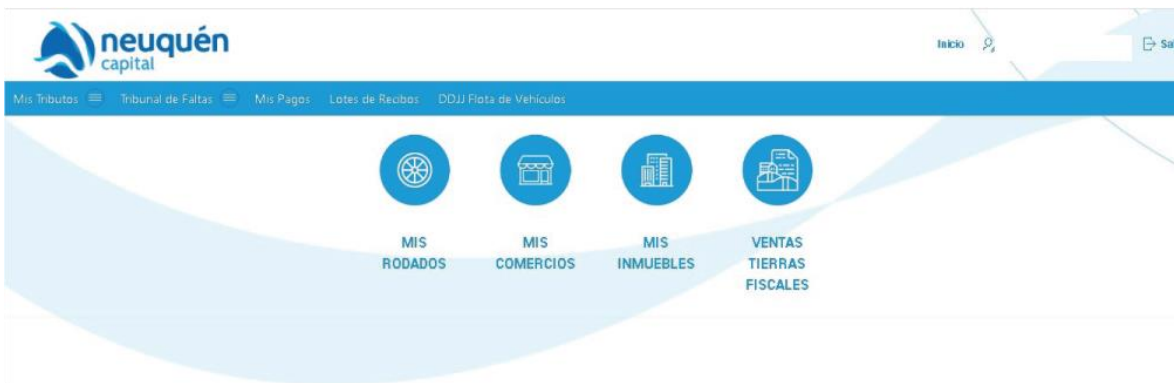 neuquén
capital
Inicio
Mis Tributos Tribunal de Faltas Mis Pagos Lotes de Recibos DDJJ Flota de Vehículos
MIS RODADOS
MIS COMERCIOS
MIS INMUEBLES
VENTAS TIERRAS FISCALES